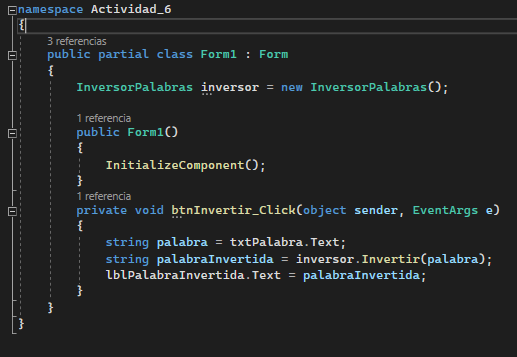 namespace Actividad_6
{
3 referencias
public partial class Form1 : Form
{
InversorPalabras inversor = new InversorPalabras();
1 referencia
public Form1()
{
InitializeComponent();
}
1 referencia
private void btnInvertir_Click(object sender, EventArgs e)
{
string palabra = txtPalabra.Text;
string palabraInvertida = inversor.Invertir(palabra);
lblPalabraInvertida.Text = palabraInvertida;
}
}
}